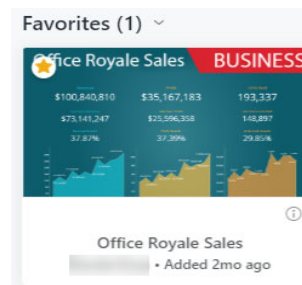 Favorites (1)
Office Royale Sales BUSINESS
$100,840,810 $35,167,183 193,337
$73,141,247 $25,596,358 148,897
37.87% 37.39% 29.85%
Office Royale Sales
• Added 2mo ago